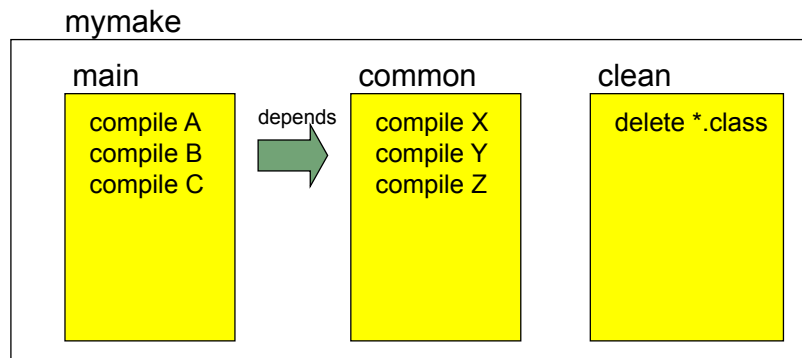 mymake
main
compile A
compile B
compile C
depends
common
compile X
compile Y
compile Z
clean
delete *.class